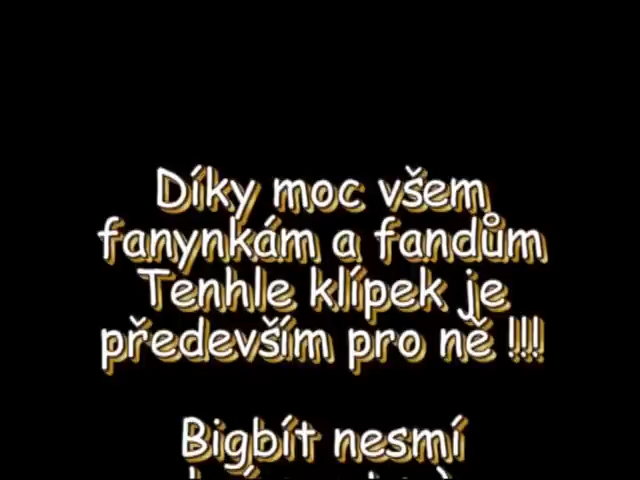 Díky moc všem
fanynkám a fandům
Tenhle klípek je
především pro ně !!!
Bigbít nesmí